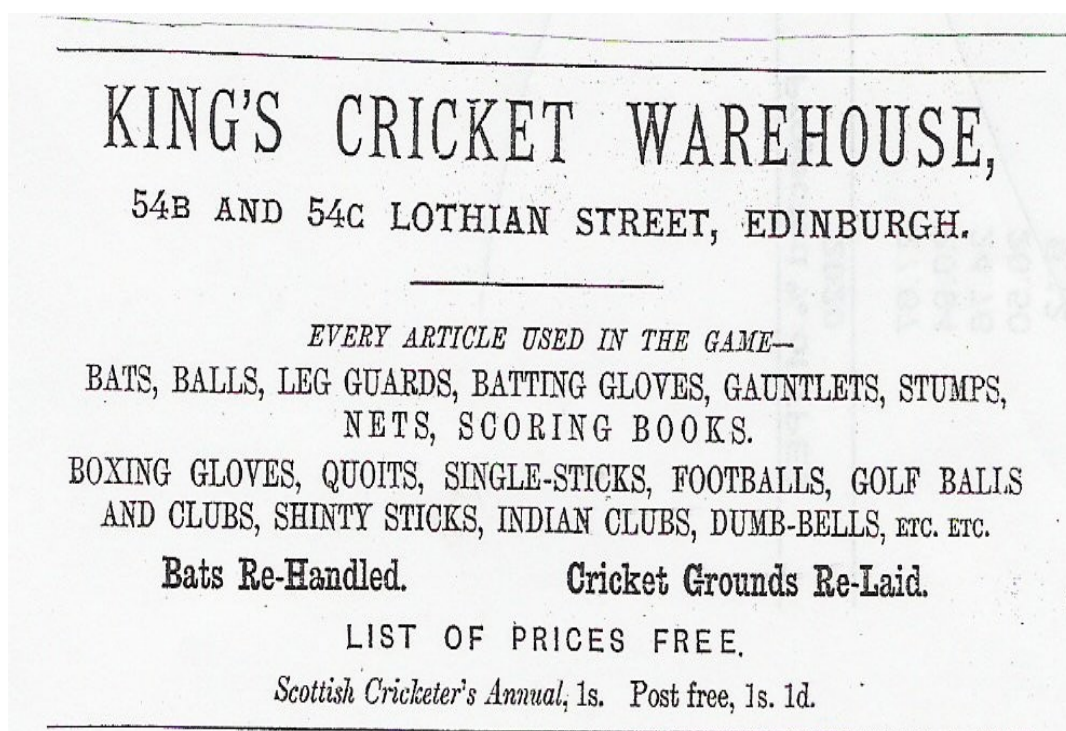 KING'S CRICKET WAREHOUSE,
54B AND 54C LOTHIAN STREET, EDINBURGH.
EVERY ARTICLE USED IN THE GAME—
BATS, BALLS, LEG GUARDS, BATTING GLOVES, GAUNTLETS, STUMPS,
NETS, SCORING BOOKS.
BOXING GLOVES, QUOITS, SINGLE-STICKS, FOOTBALLS, GOLF BALLS
AND CLUBS, SHINTY STICKS, INDIAN CLUBS, DUMB-BELLS, ETC. ETC.
Bats Re-Handled. Cricket Grounds Re-Laid.
LIST OF PRICES FREE.
Scottish Cricketer's Annual, 1s. Post free, 1s. 1d.